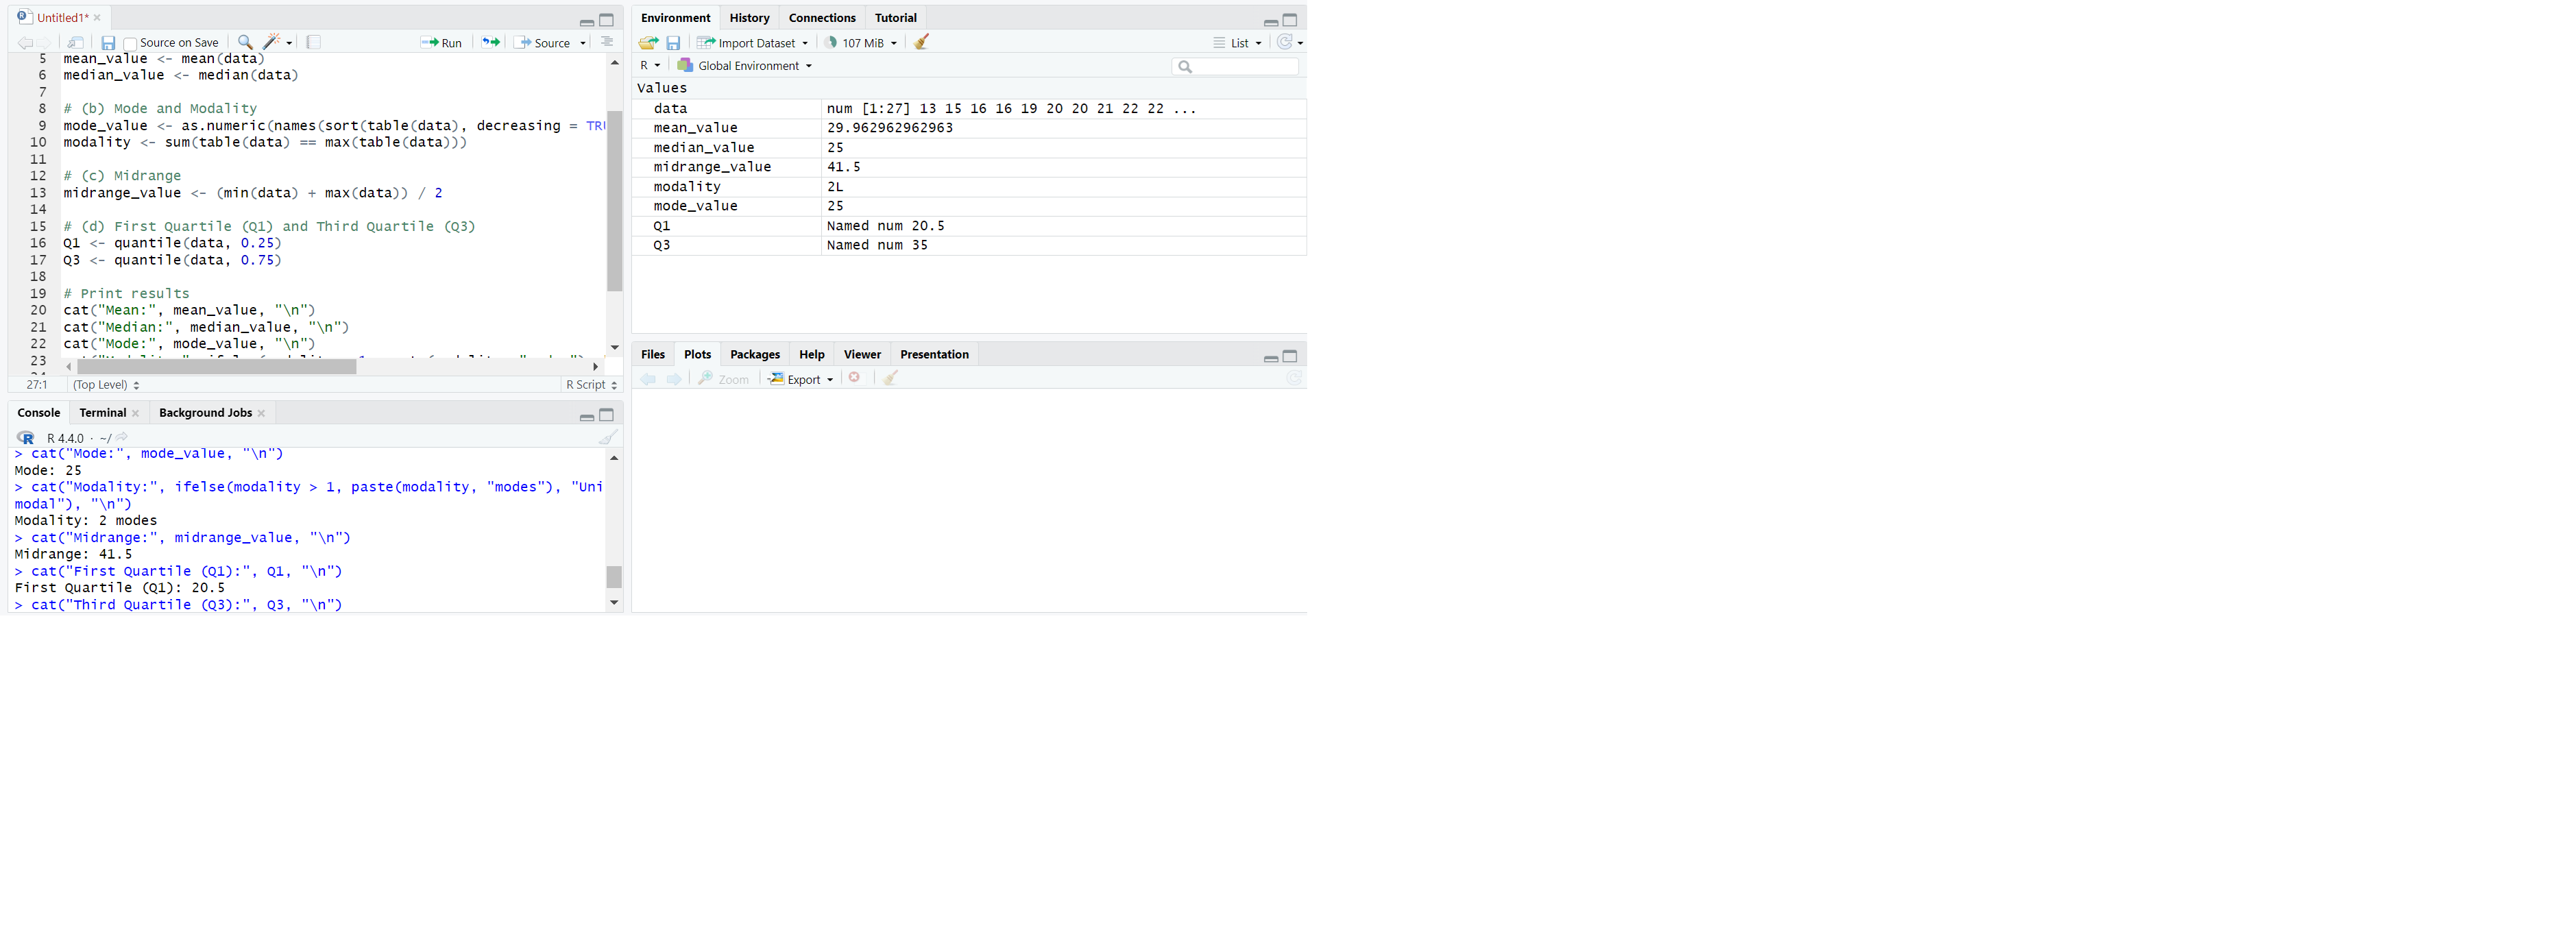 Untitled1*
Source on Save
Run
Source
5 mean_value <- mean(data)
6 median_value <- median(data)
7
8 # (b) Mode and Modality
9 mode_value <- as.numeric(names(sort(table(data), decreasing = TRU
10 modality <- sum(table(data) == max(table(data)))
11
12 # (c) Midrange
13 midrange_value <- (min(data) + max(data)) / 2
14
15 # (d) First Quartile (Q1) and Third Quartile (Q3)
16 Q1 <- quantile(data, 0.25)
17 Q3 <- quantile(data, 0.75)
18
19 # Print results
20 cat("Mean:", mean_value, "\n")
21 cat("Median:", median_value, "\n")
22 cat("Mode:", mode_value, "\n")
23
27:1 (Top Level) R Script
Console Terminal Background Jobs
R R 4.4.0 · ~/
> cat("Mode:", mode_value, "\n")
Mode: 25
> cat("Modality:", ifelse(modality > 1, paste(modality, "modes"), "Uni
modal"), "\n")
Modality: 2 modes
> cat("Midrange:", midrange_value, "\n")
Midrange: 41.5
> cat("First Quartile (Q1):", Q1, "\n")
First Quartile (Q1): 20.5
> cat("Third Quartile (Q3):", Q3, "\n")
Environment History Connections Tutorial
Import Dataset 107 MiB List
R Global Environment
Values
data num [1:27] 13 15 16 16 19 20 20 21 22 22 ...
mean_value 29.962962962963
median_value 25
midrange_value 41.5
modality 2L
mode_value 25
Q1 Named num 20.5
Q3 Named num 35
Files Plots Packages Help Viewer Presentation
Zoom Export